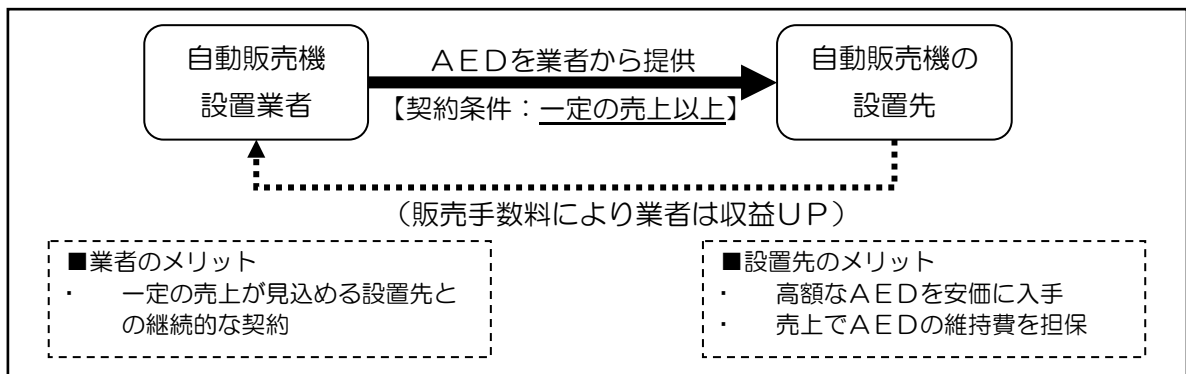 自動販売機
設置業者
AEDを業者から提供
【契約条件：一定の売上以上】
自動販売機の
設置先
（販売手数料により業者は収益UP）
■業者のメリット
・ 一定の売上が見込める設置先と
の継続的な契約
■設置先のメリット
・ 高額なAEDを安価に入手
・ 売上でAEDの維持費を担保